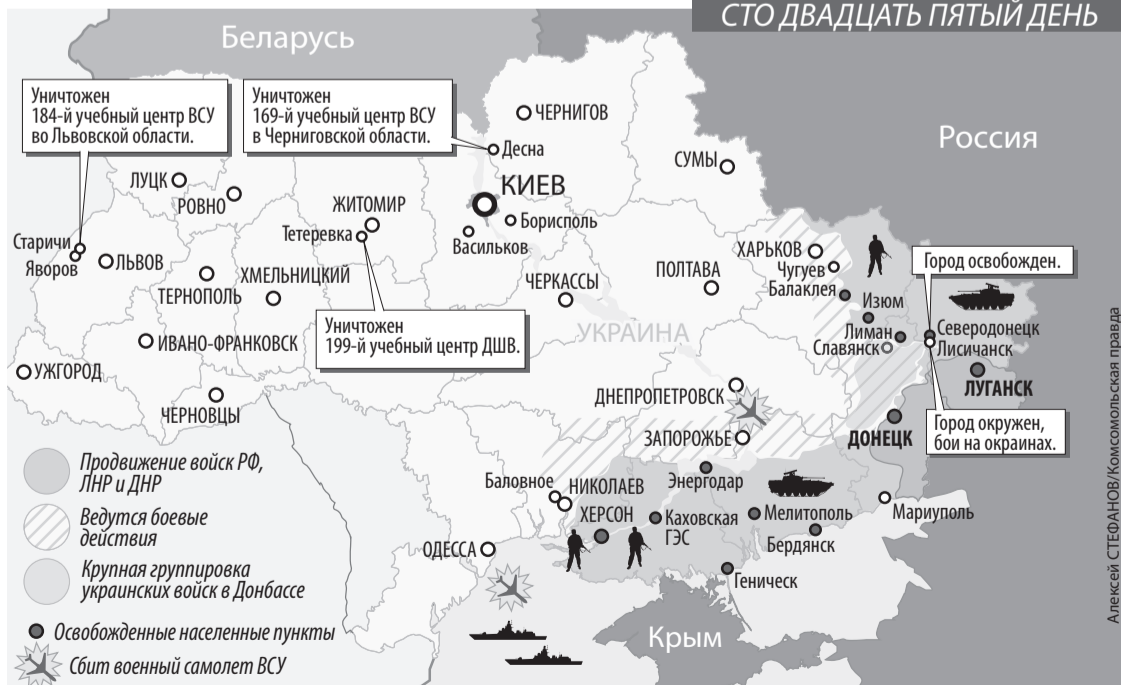 СТО ДВАДЦАТЬ ПЯТЫЙ ДЕНЬ
Беларусь
Россия
Уничтожен
184-й учебный центр ВСУ
во Львовской области.
Уничтожен
169-й учебный центр ВСУ
в Черниговской области.
ЧЕРНИГОВ
Десна
СУМЫ
ЛУЦК
РОВНО
КИЕВ
ЖИТОМИР
Тетеревка
Борисполь
Васильков
Старичи
Яворов
ЛЬВОВ
ТЕРНОПОЛЬ
ХМЕЛЬНИЦКИЙ
ЧЕРКАССЫ
ПОЛТАВА
ХАРЬКОВ
Чугуев
Балаклея
Изюм
Лиман
Славянск
Город освобожден.
Северодонецк
Лисичанск
ЛУГАНСК
Уничтожен
199-й учебный центр ДШВ.
УКРАИНА
ИВАНО-ФРАНКОВСК
УЖГОРОД
ЧЕРНОВЦЫ
ДНЕПРОПЕТРОВСК
ЗАПОРОЖЬЕ
ДОНЕЦК
Город окружен,
бои на окраинах.
Баловное
НИКОЛАЕВ
ХЕРСОН
Энергодар
Каховская
ГЭС
Мелитополь
Бердянск
Мариуполь
Геническ
ОДЕССА
Крым
Продвижение войск РФ,
ЛНР и ДНР
Ведутся боевые
действия
Крупная группировка
украинских войск в Донбассе
Освобожденные населенные пункты
Сбит военный самолет ВСУ
Алексей СТЕФАНОВ/Комсомольская правда